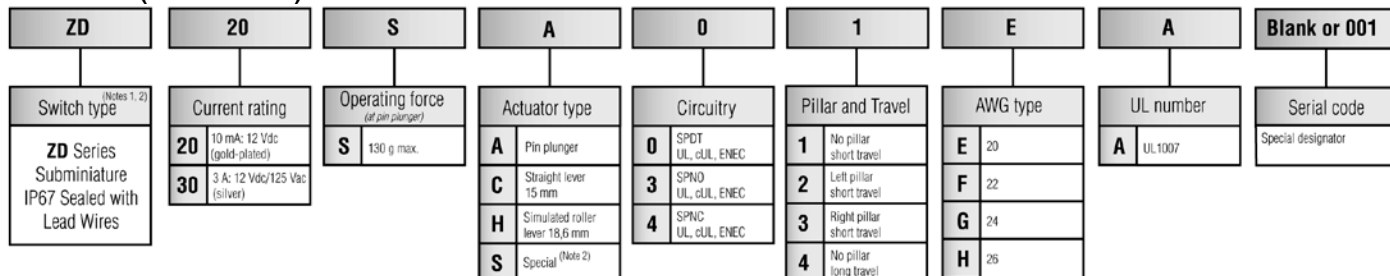 ZD 20 S A 0 1 E A Blank or 001
Switch type (Notes 1, 2)
ZD Series
Subminiature
IP67 Sealed with
Lead Wires
Current rating
20 10 mA: 12 Vdc
(gold-plated)
30 3 A: 12 Vdc/125 Vac
(silver)
Operating force
(at pin plunger)
S 130 g max.
Actuator type
A Pin plunger
C Straight lever
15 mm
H Simulated roller
lever 18,6 mm
S Special (Note 2)
Circuitry
0 SPDT
UL, cUL, ENEC
3 SPNO
UL, cUL, ENEC
4 SPNC
UL, cUL, ENEC
Pillar and Travel
1 No pillar
short travel
2 Left pillar
short travel
3 Right pillar
short travel
4 No pillar
long travel
AWG type
E 20
F 22
G 24
H 26
UL number
A UL1007
Serial code
Special designator